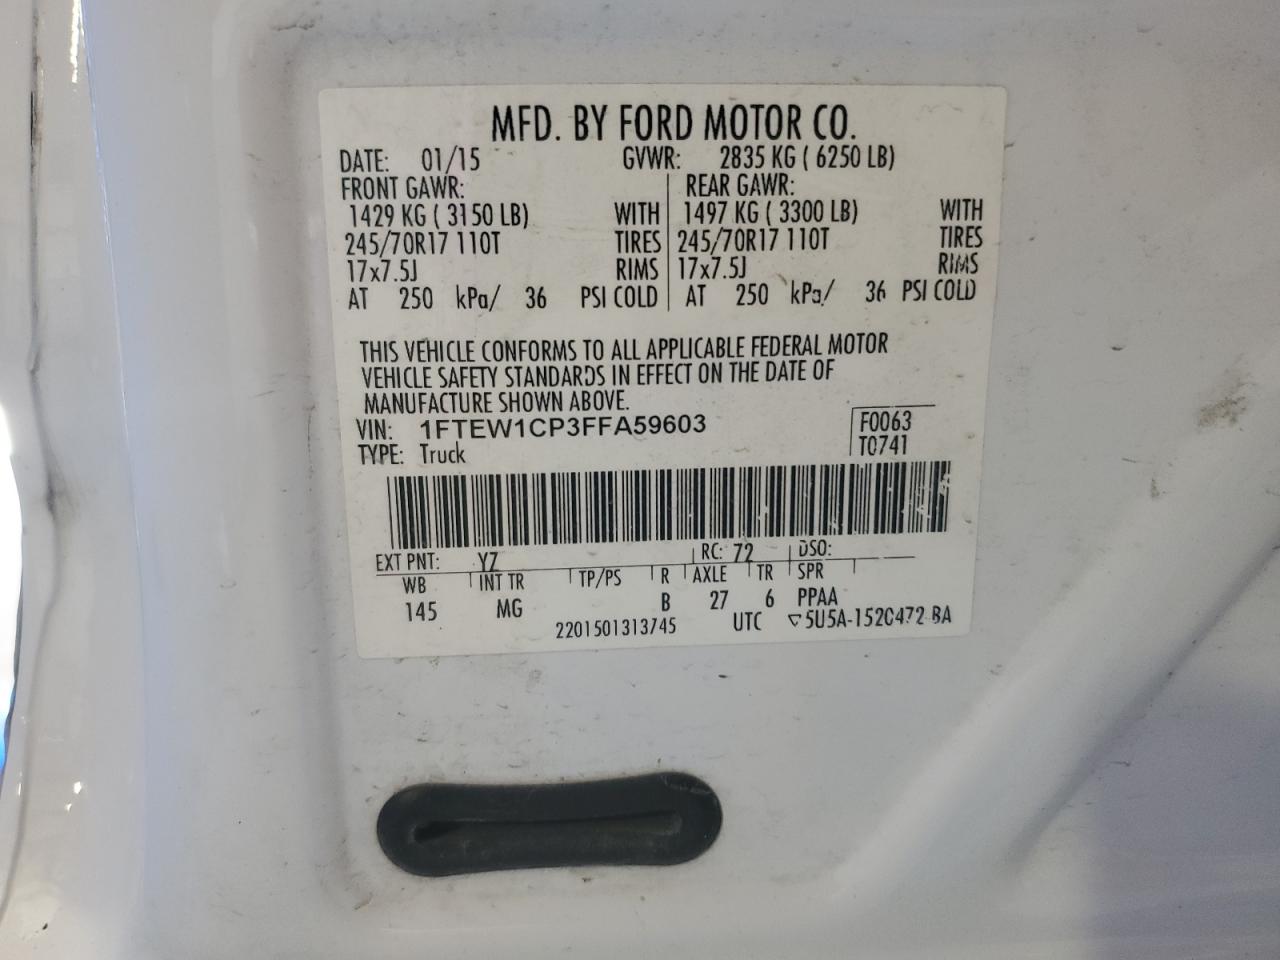 MFD. BY FORD MOTOR CO.
DATE: 01/15 GVWR: 2835 KG ( 6250 LB)
FRONT GAWR: REAR GAWR:
1429 KG ( 3150 LB) WITH 1497 KG ( 3300 LB) WITH
245/70R17 110T TIRES 245/70R17 110T TIRES
17x7.5J RIMS 17x7.5J RIMS
AT 250 kPa/ 36 PSI COLD AT 250 kPa/ 36 PSI COLD
THIS VEHICLE CONFORMS TO ALL APPLICABLE FEDERAL MOTOR
VEHICLE SAFETY STANDARDS IN EFFECT ON THE DATE OF
MANUFACTURE SHOWN ABOVE.
VIN: 1FTEW1CP3FFA59603 F0063
TYPE: Truck T0741
EXT PNT: YZ RC: 72 DSO:
WB INT TR TP/PS R AXLE TR SPR
145 MG B 27 6 PPAA
2201501313745 UTC ▽5U5A-1520472-BA